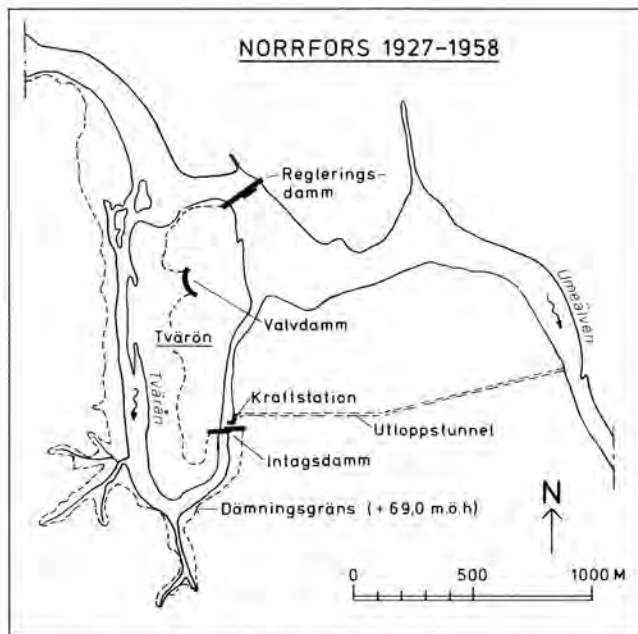 NORRFORS 1927–1958
Reglerings-
damm
Umeälven
Valvdamm
Tvärön
Tvärån
Kraftstation
Utloppstunnel
Intagsdamm
Dämningsgräns (+69,0 m.ö.h)
N
0 500 1000 M